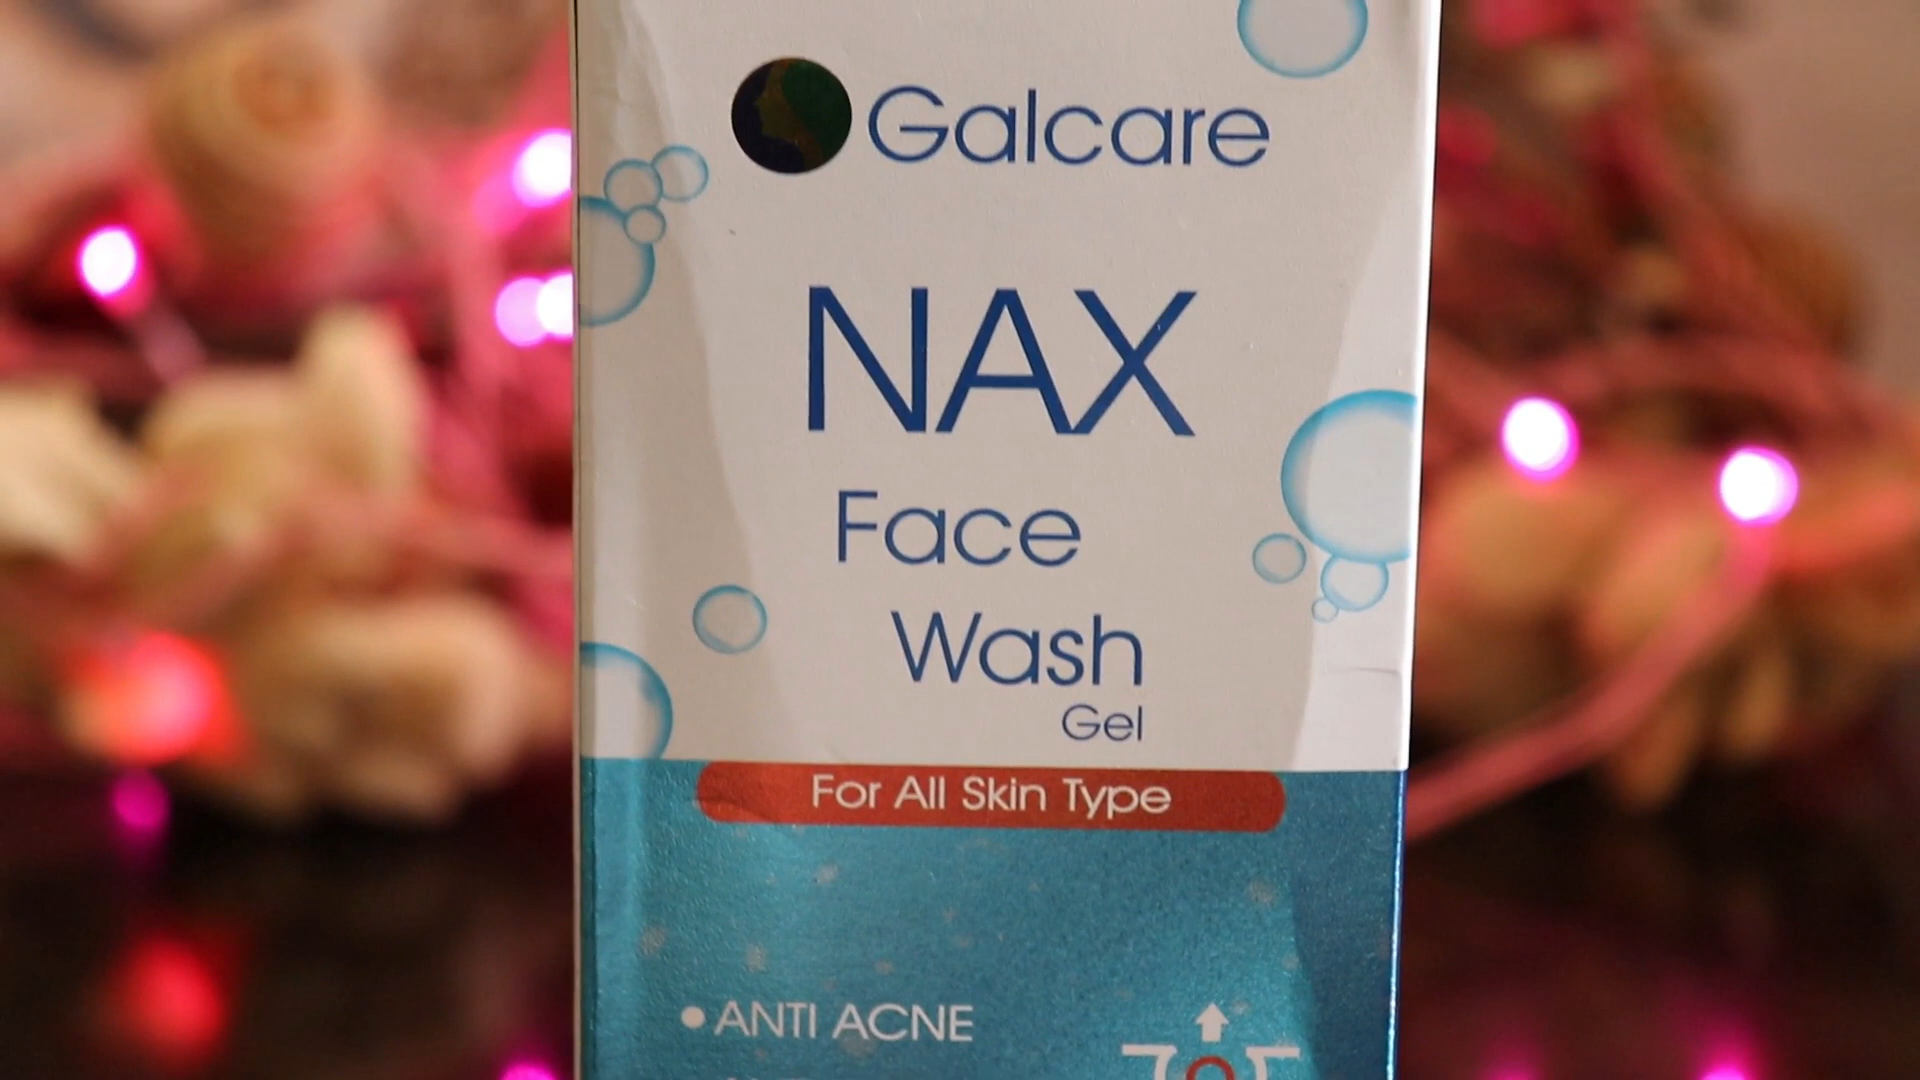 Galcare
NAX
Face
Wash
Gel
For All Skin Type
• ANTI ACNE